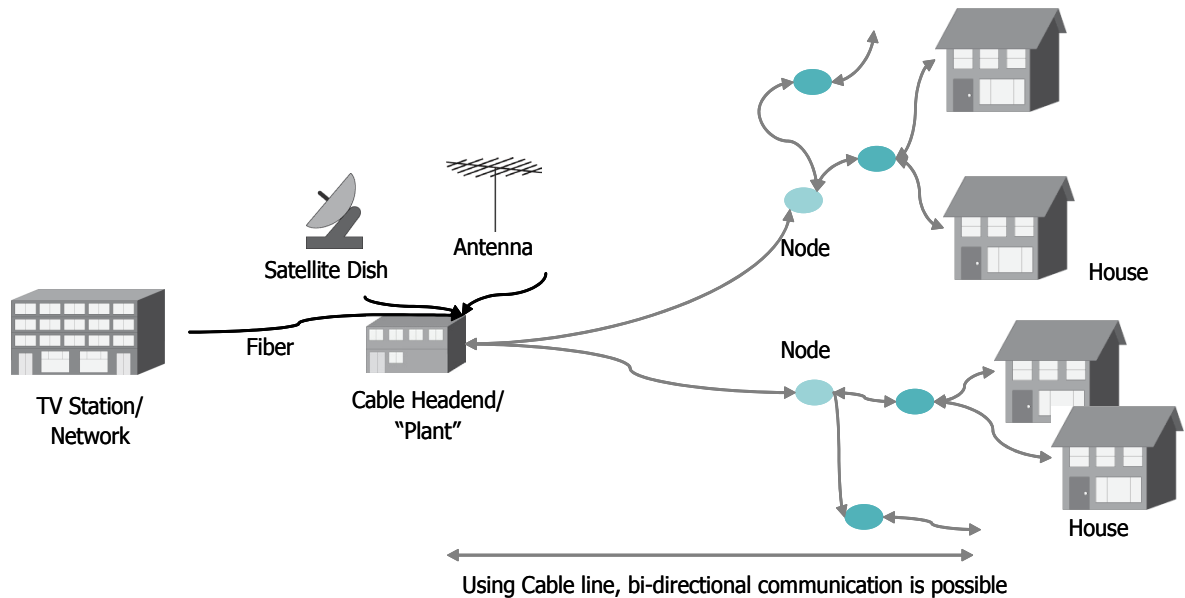 Antenna
Satellite Dish
Node
House
Fiber
TV Station/
Network
Cable Headend/
“Plant”
Node
House
Using Cable line, bi-directional communication is possible